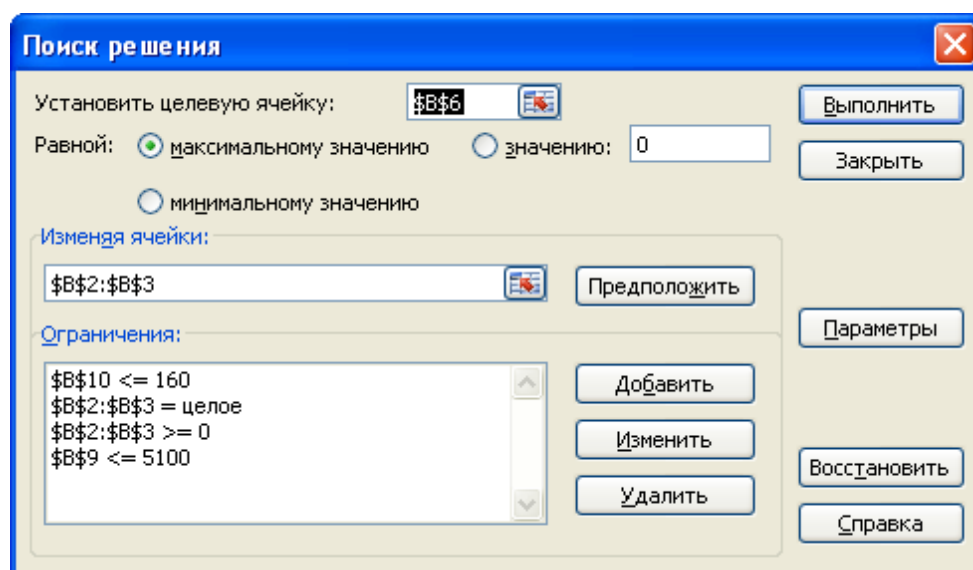 Поиск решения
Установить целевую ячейку: $B$6
Выполнить
Равной: максимальному значению значению: 0
Закрыть
минимальному значению
Изменяя ячейки:
$B$2:$B$3
Предположить
Ограничения:
Параметры
$B$10 <= 160
$B$2:$B$3 = целое
$B$2:$B$3 >= 0
$B$9 <= 5100
Добавить
Изменить
Удалить
Восстановить
Справка